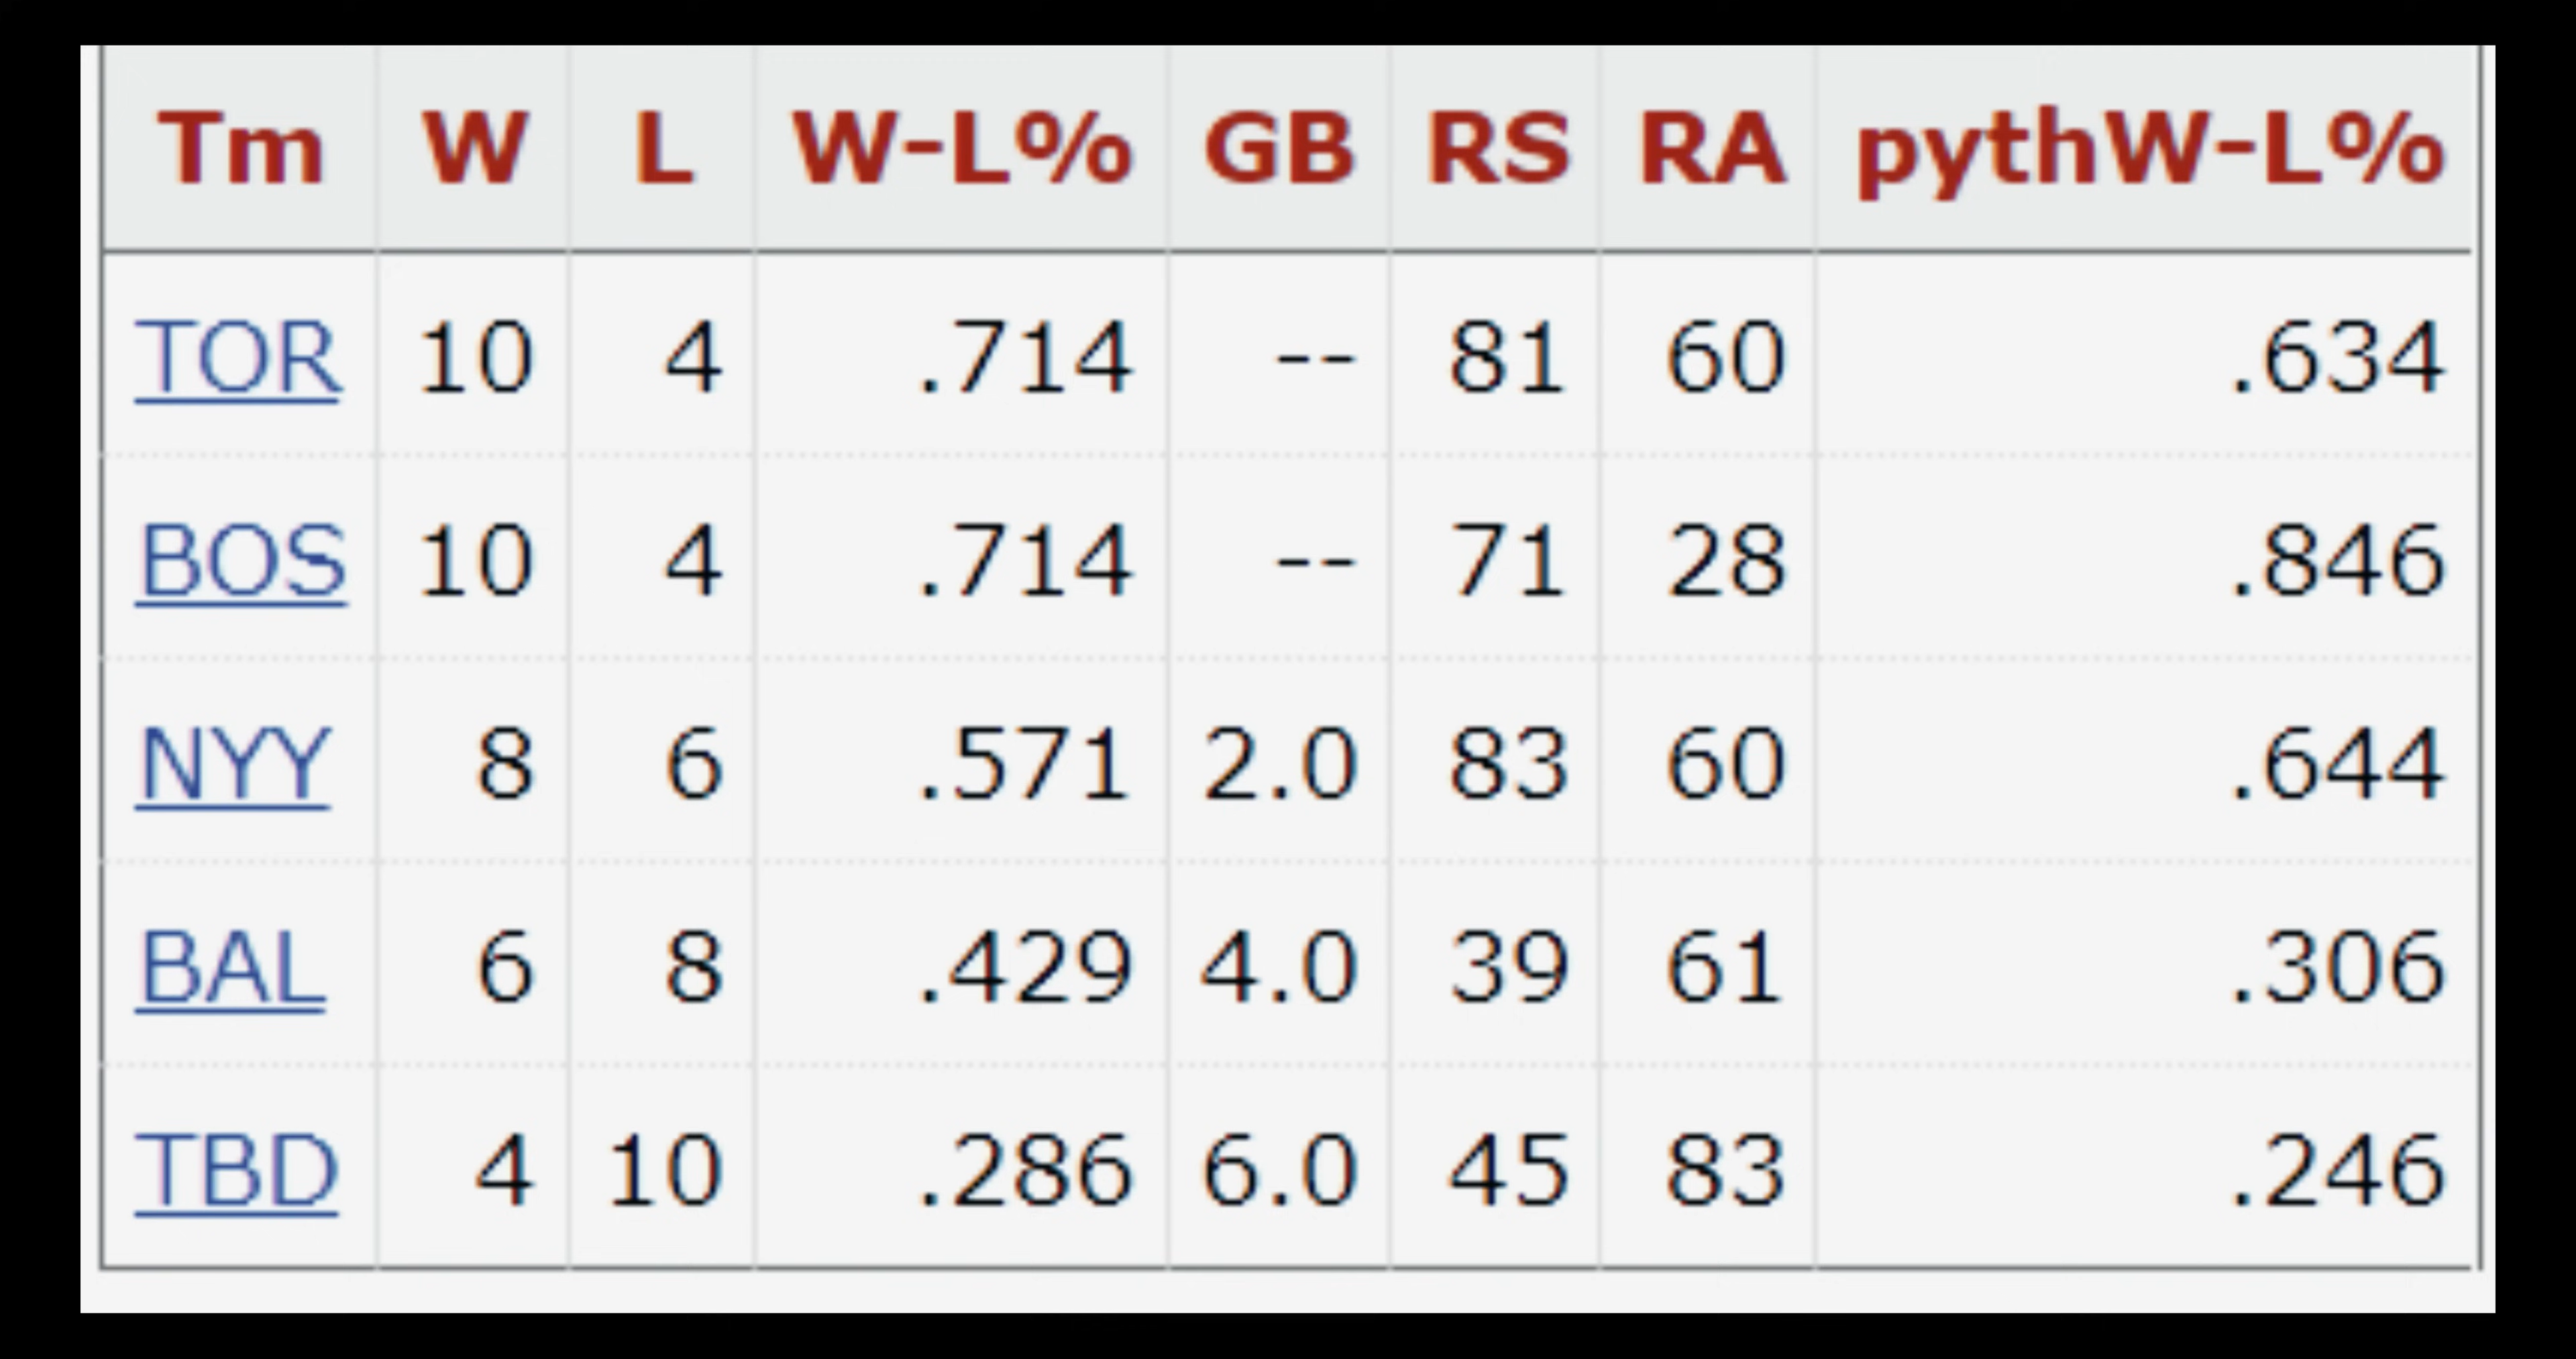 Tm W L W-L% GB RS RA pythW-L%
TOR 10 4 .714 -- 81 60 .634
BOS 10 4 .714 -- 71 28 .846
NYY 8 6 .571 2.0 83 60 .644
BAL 6 8 .429 4.0 39 61 .306
TBD 4 10 .286 6.0 45 83 .246